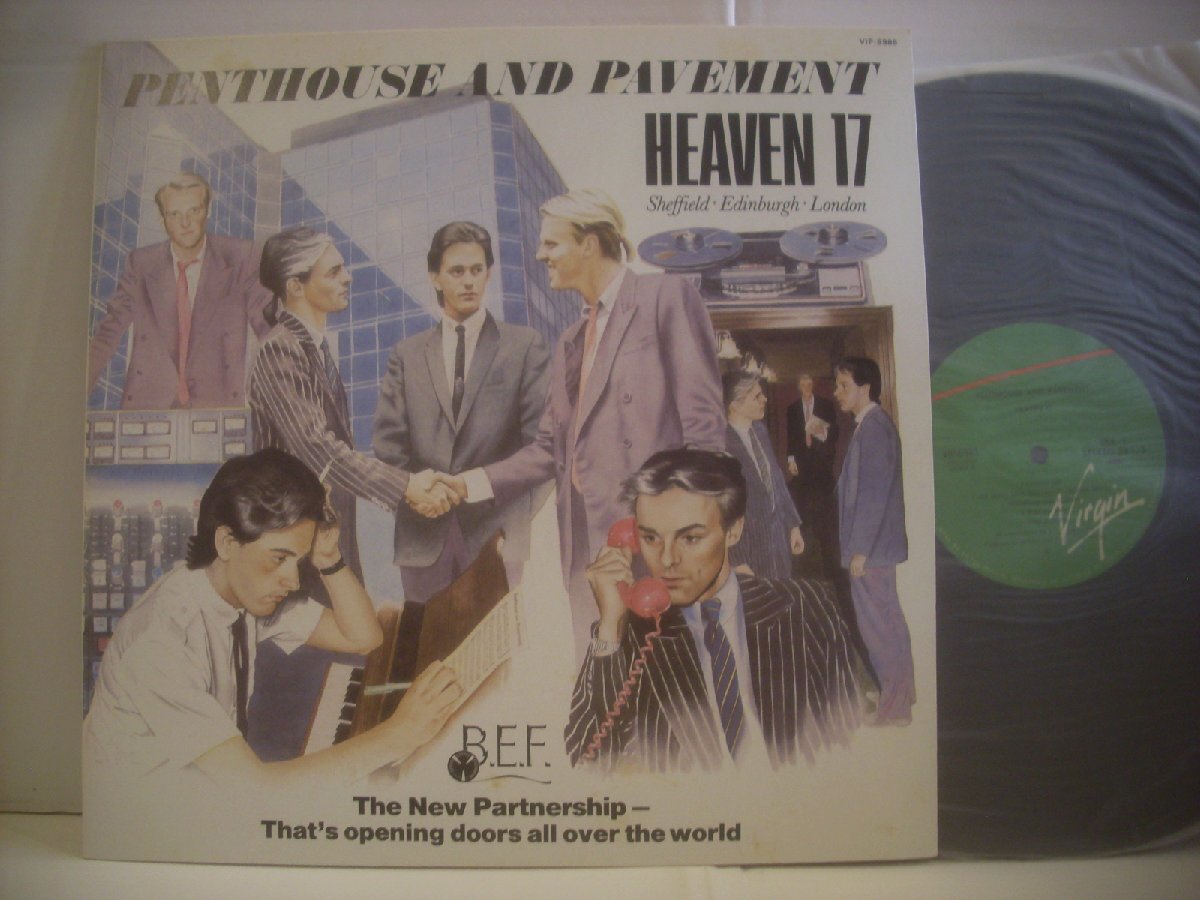 VIP-6985
PENTHOUSE AND PAVEMENT
HEAVEN 17
Sheffield · Edinburgh · London
B.E.F.
The New Partnership –
That's opening doors all over the world
Virgin